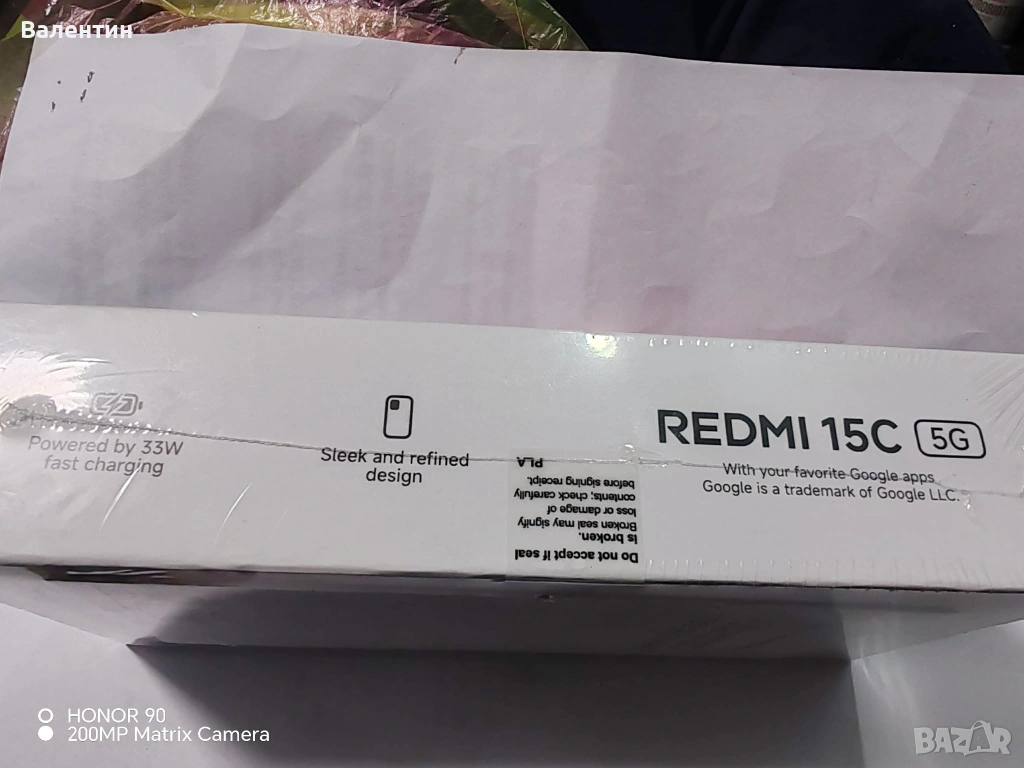 Валентин
Powered by 33W
fast charging
Sleek and refined
design
REDMI 15C 5G
With your favorite Google apps
Google is a trademark of Google LLC.
Do not accept if seal
is broken.
Broken seal may signify
loss or damage of
contents; check carefully
before signing receipt.
PLA
HONOR 90
200MP Matrix Camera
BAZAR